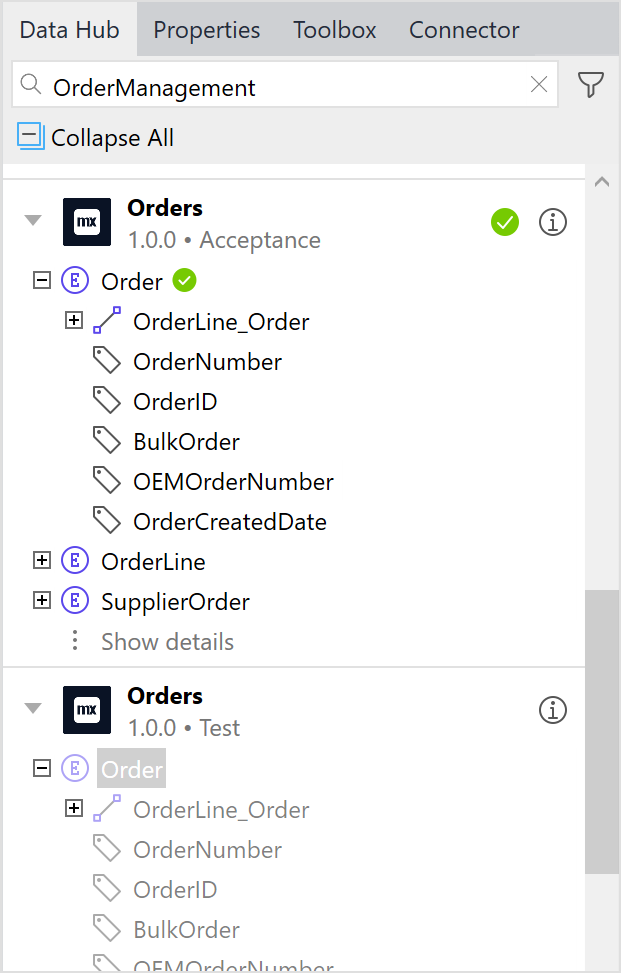 Data Hub Properties Toolbox Connector
OrderManagement
Collapse All
mx Orders
1.0.0 • Acceptance
E Order
OrderLine_Order
OrderNumber
OrderID
BulkOrder
OEMOrderNumber
OrderCreatedDate
E OrderLine
E SupplierOrder
Show details
mx Orders
1.0.0 • Test
E Order
OrderLine_Order
OrderNumber
OrderID
BulkOrder
OEMOrderNumber